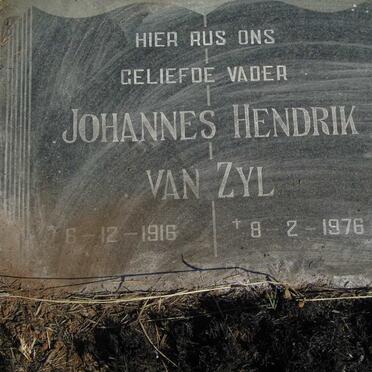 HIER RUS ONS
GELIEFDE VADER
JOHANNES HENDRIK
VAN ZYL
6-12-1916 † 8-2-1976